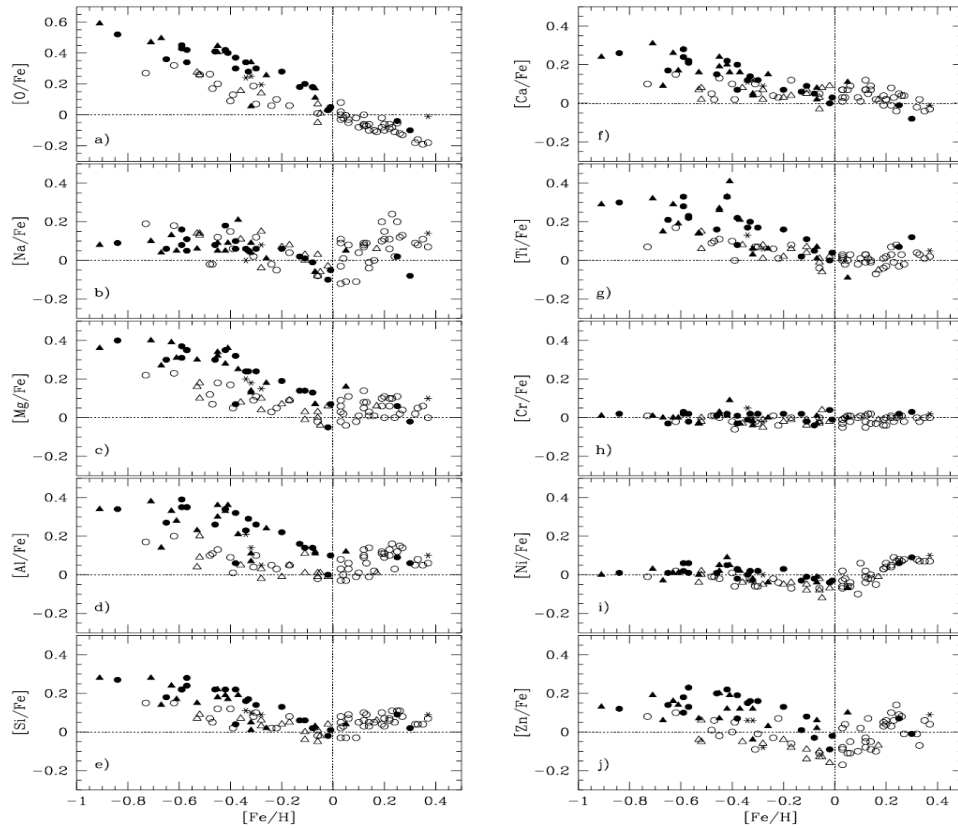 0.6
0.4
0.2
0
-0.2
[O/Fe]
a)
0.4
0.2
0
-0.2
[Na/Fe]
b)
0.4
0.2
0
-0.2
[Mg/Fe]
c)
0.4
0.2
0
-0.2
[Al/Fe]
d)
0.4
0.2
0
-0.2
[Si/Fe]
e)
-1 -0.8 -0.6 -0.4 -0.2 0 0.2 0.4
[Fe/H]
0.4
0.2
0
-0.2
[Ca/Fe]
f)
0.4
0.2
0
-0.2
[Ti/Fe]
g)
0.4
0.2
0
-0.2
[Cr/Fe]
h)
0.4
0.2
0
-0.2
[Ni/Fe]
i)
0.4
0.2
0
-0.2
[Zn/Fe]
j)
-1 -0.8 -0.6 -0.4 -0.2 0 0.2 0.4
[Fe/H]